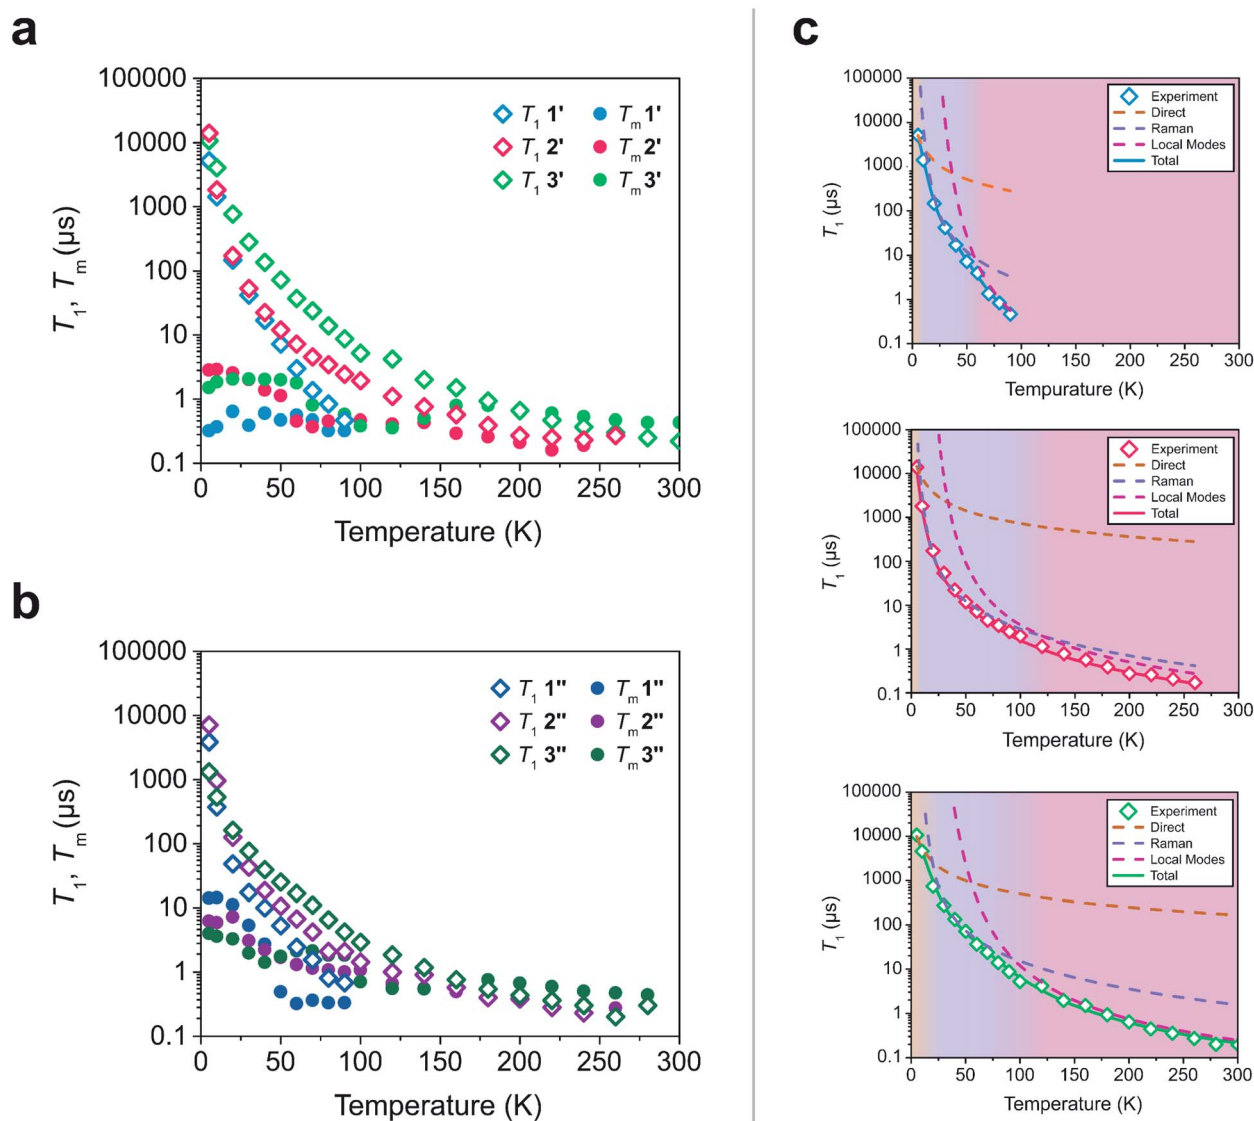 a
100000
10000
1000
100
10
1
0.1
T1, Tm (µs)
T1 1' Tm 1'
T1 2' Tm 2'
T1 3' Tm 3'
0 50 100 150 200 250 300
Temperature (K)
b
100000
10000
1000
100
10
1
0.1
T1, Tm (µs)
T1 1" Tm 1"
T1 2" Tm 2"
T1 3" Tm 3"
0 50 100 150 200 250 300
Temperature (K)
c
100000
10000
1000
100
10
1
0.1
T1 (µs)
Experiment
Direct
Raman
Local Modes
Total
0 50 100 150 200 250 300
Tempurature (K)
100000
10000
1000
100
10
1
0.1
T1 (µs)
Experiment
Direct
Raman
Local Modes
Total
0 50 100 150 200 250 300
Temperature (K)
100000
10000
1000
100
10
1
0.1
T1 (µs)
Experiment
Direct
Raman
Local Modes
Total
0 50 100 150 200 250 300
Temperature (K)